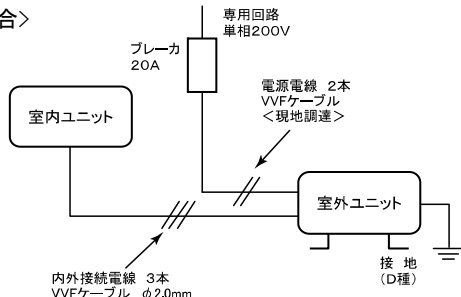 合＞
専用回路
単相200V
ブレーカ
20A
電源電線 2本
VVFケーブル
＜現地調達＞
室内ユニット
室外ユニット
接 地
（D種）
内外接続電線 3本
VVFケーブル φ2.0mm